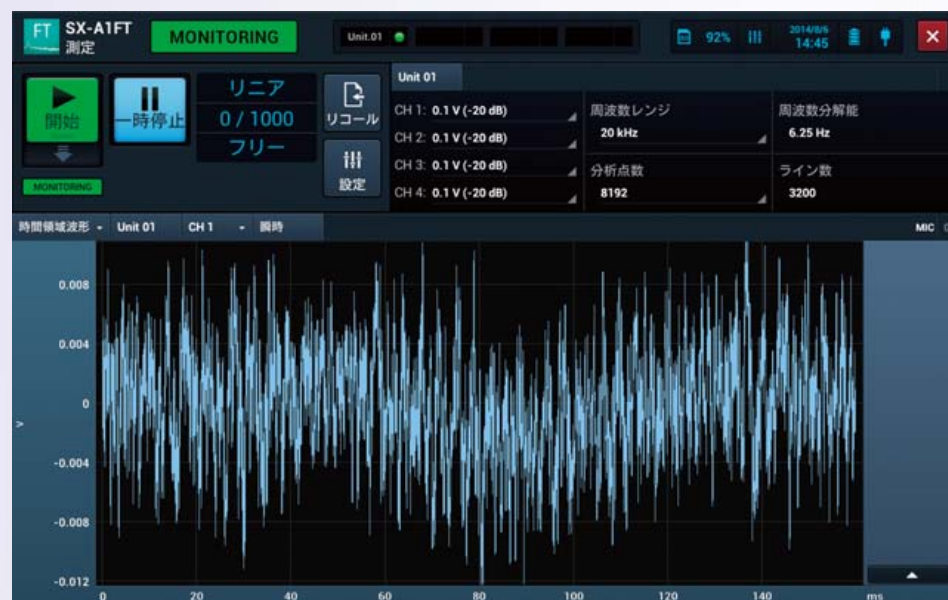 FT SX-A1FT
測定
MONITORING
Unit.01
92%
2014/8/6
14:45
開始
一時停止
リニア
0 / 1000
フリー
リコール
設定
MONITORING
Unit 01
CH 1: 0.1 V (-20 dB)
CH 2: 0.1 V (-20 dB)
CH 3: 0.1 V (-20 dB)
CH 4: 0.1 V (-20 dB)
周波数レンジ
20 kHz
周波数分解能
6.25 Hz
分析点数
8192
ライン数
3200
時間領域波形 Unit 01 CH 1 瞬時 MIC
0.008
0.004
0
-0.004
-0.008
-0.012
V
0 20 40 60 80 100 120 140 ms